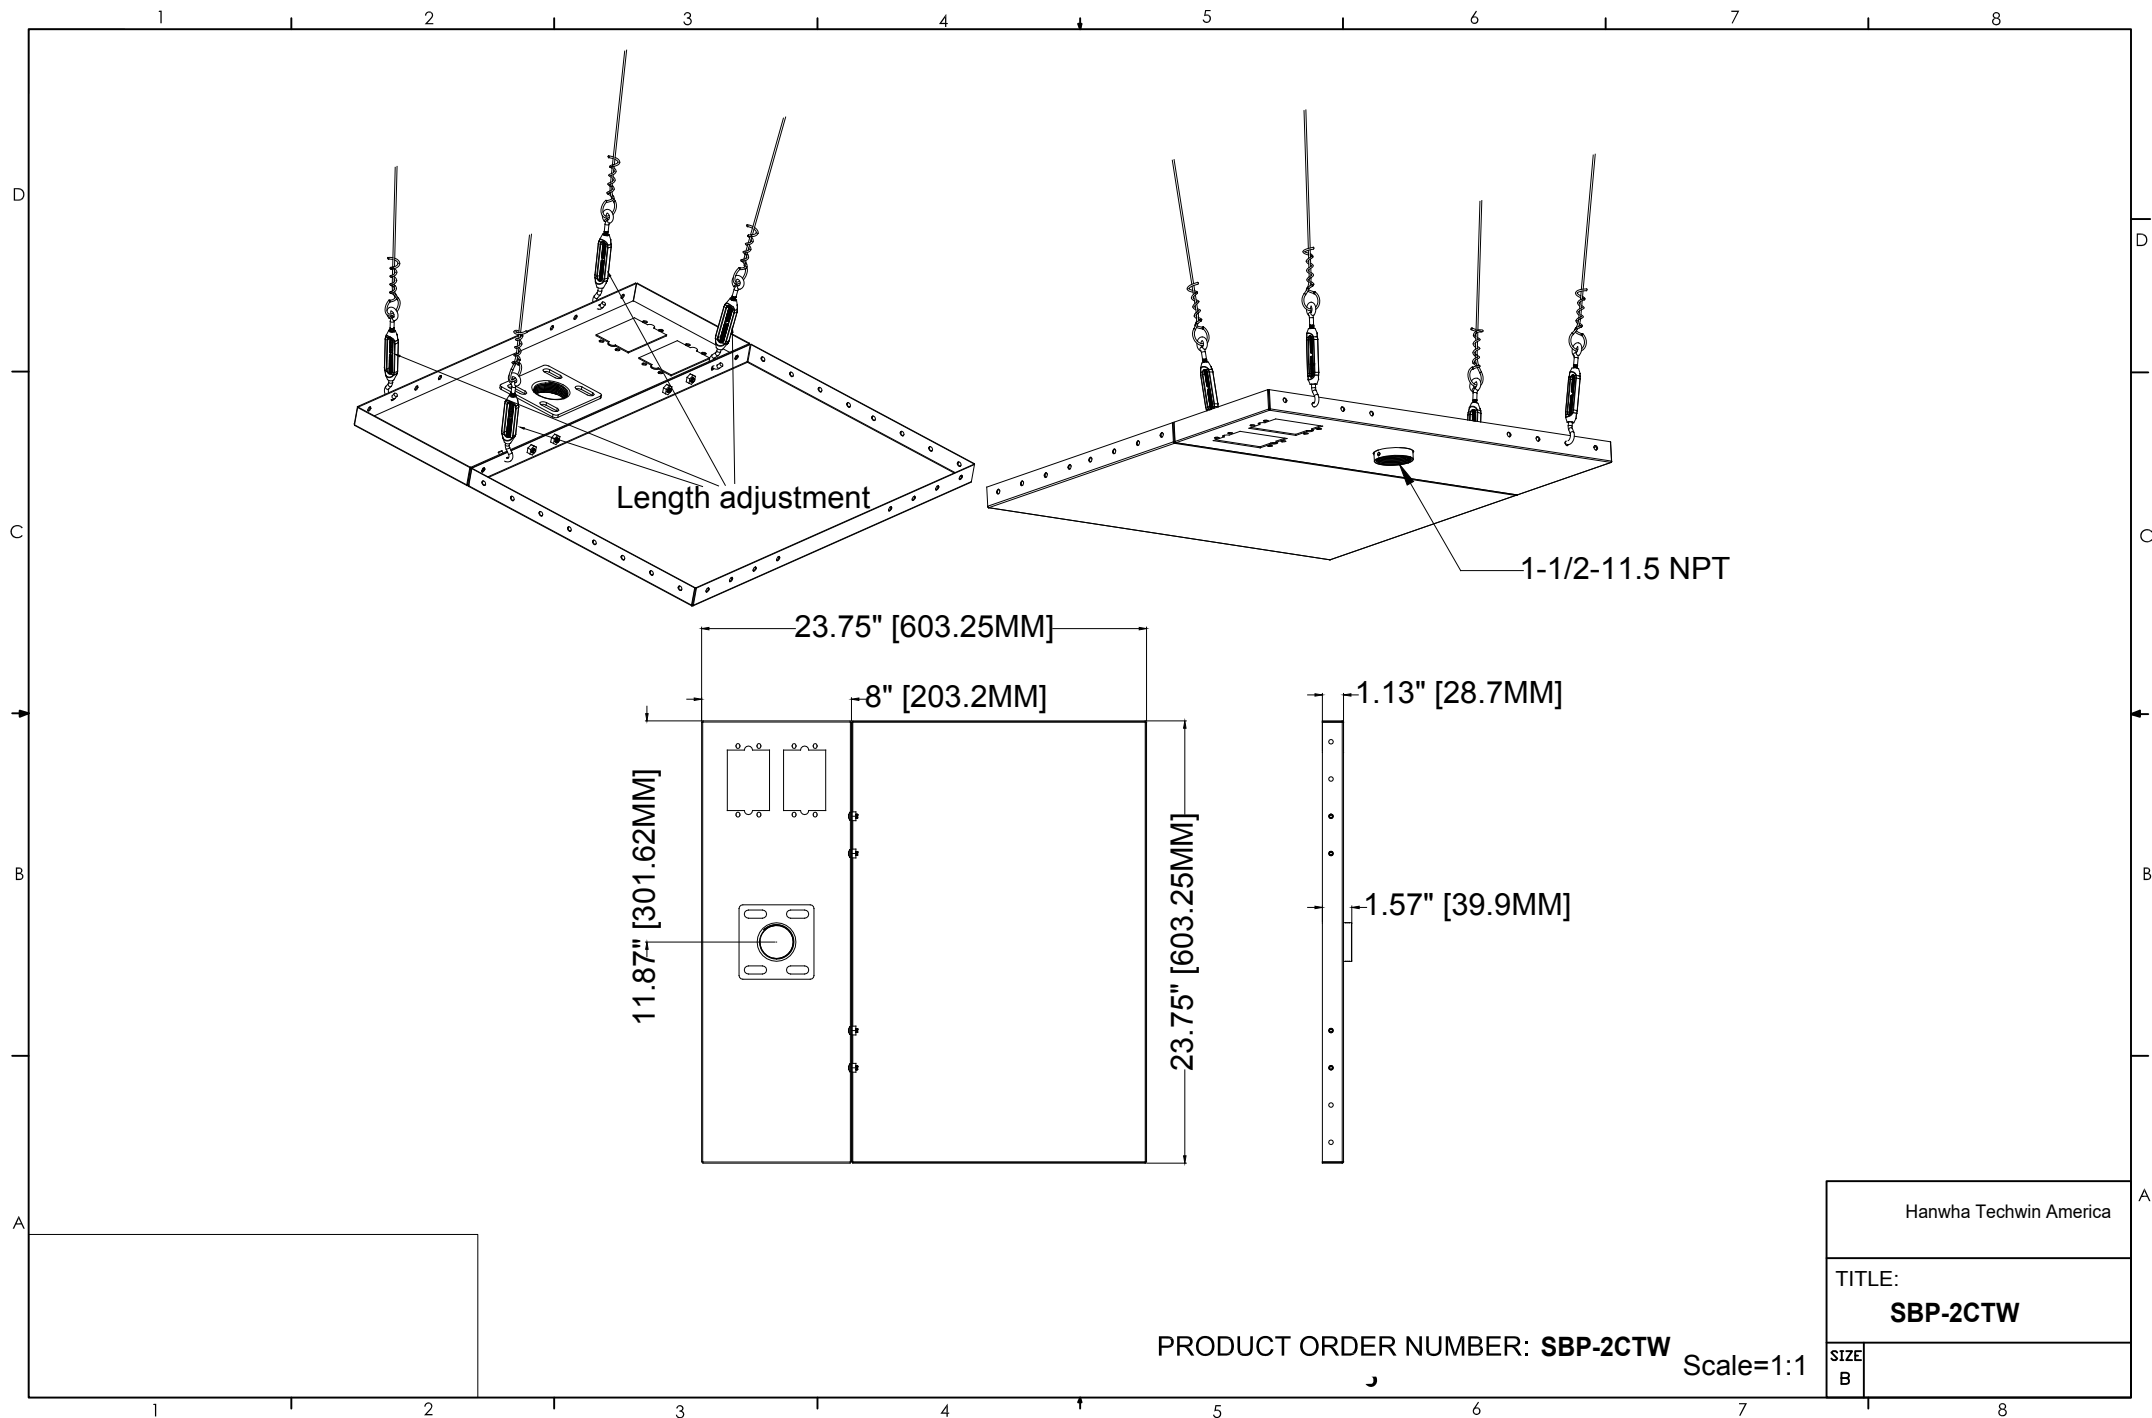 1 2 3 4 5 6 7 8
D
D
Length adjustment
C
C
1-1/2-11.5 NPT
23.75" [603.25MM]
8" [203.2MM]
1.13" [28.7MM]
11.87" [301.62MM]
23.75" [603.25MM]
1.57" [39.9MM]
B
B
A
A
Hanwha Techwin America
TITLE:
SBP-2CTW
PRODUCT ORDER NUMBER: SBP-2CTW
Scale=1:1
SIZE
B
1 2 3 4 5 6 7 8